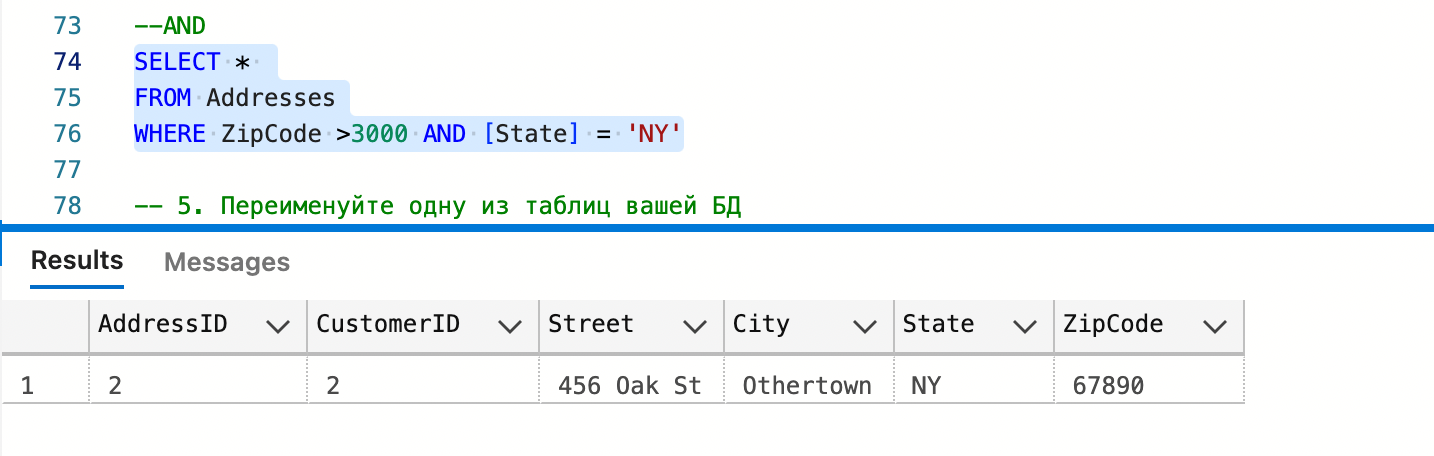 73 --AND
74 SELECT *
75 FROM Addresses
76 WHERE ZipCode >3000 AND [State] = 'NY'
77
78 -- 5. Переименуйте одну из таблиц вашей БД
Results Messages
AddressID CustomerID Street City State ZipCode
1 2 2 456 Oak St Othertown NY 67890